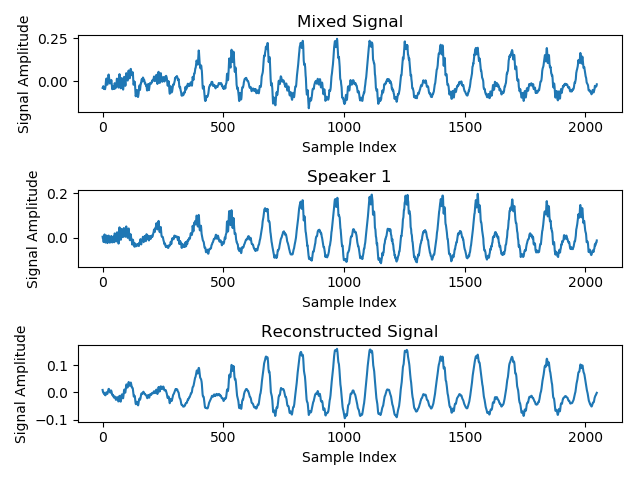 Mixed Signal
Signal Amplitude
0.25
0.00
0 500 1000 1500 2000
Sample Index
Speaker 1
Signal Amplitude
0.2
0.0
0 500 1000 1500 2000
Sample Index
Reconstructed Signal
Signal Amplitude
0.1
0.0
−0.1
0 500 1000 1500 2000
Sample Index